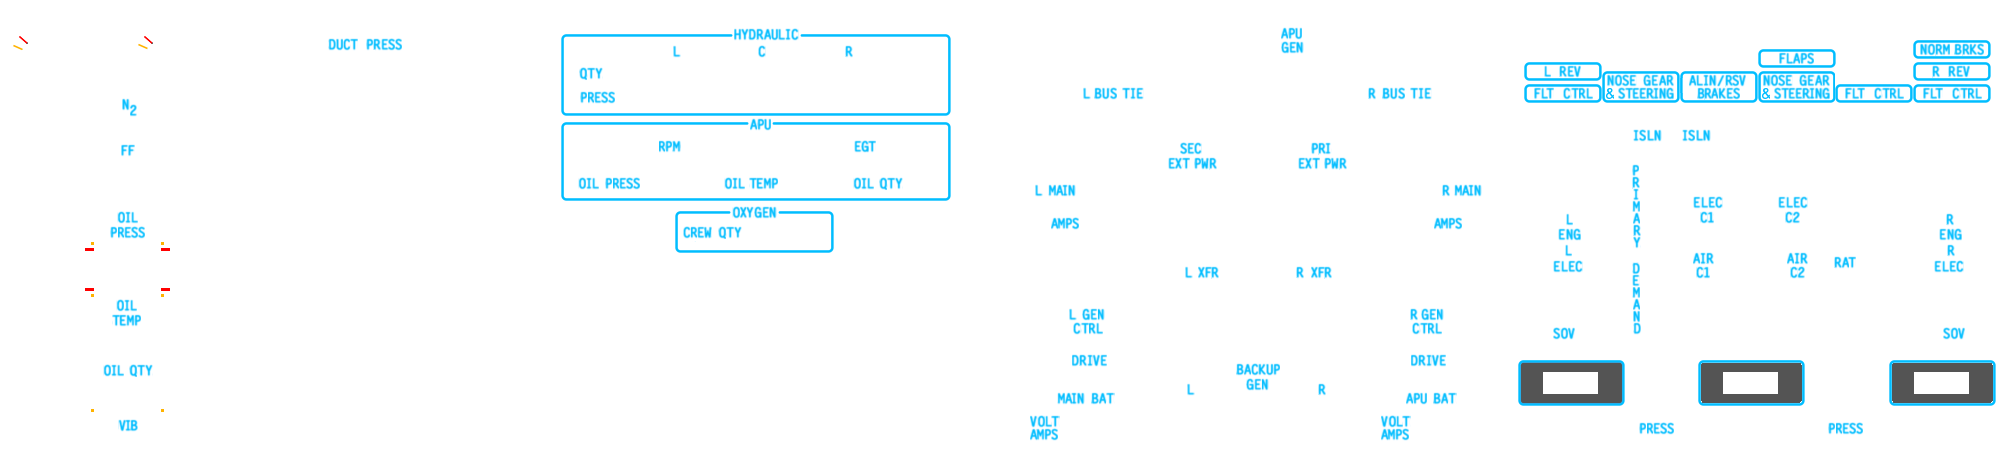 N2
FF
OIL
PRESS
OIL
TEMP
OIL QTY
VIB
DUCT PRESS
HYDRAULIC
L C R
QTY
PRESS
APU
RPM EGT
OIL PRESS OIL TEMP OIL QTY
OXYGEN
CREW QTY
APU
GEN
L BUS TIE R BUS TIE
SEC
EXT PWR
PRI
EXT PWR
L MAIN R MAIN
AMPS AMPS
L XFR R XFR
L GEN
CTRL
R GEN
CTRL
DRIVE DRIVE
BACKUP
GEN
L R
MAIN BAT APU BAT
VOLT
AMPS
VOLT
AMPS
L REV
FLT CTRL
NOSE GEAR
& STEERING
ALIN/RSV
BRAKES
FLAPS
NOSE GEAR
& STEERING
FLT CTRL
NORM BRKS
R REV
FLT CTRL
ISLN ISLN
PRIMARY
DEMAND
ELEC
C1
ELEC
C2
L
ENG
R
ENG
L
ELEC
R
ELEC
AIR
C1
AIR
C2
RAT
SOV SOV
PRESS PRESS